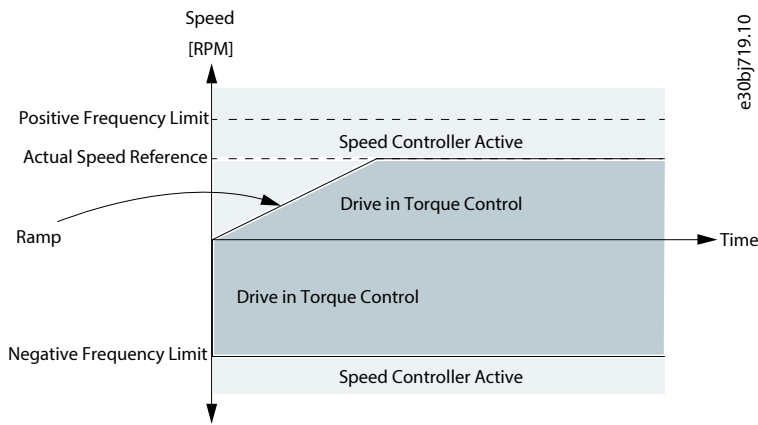 Speed
[RPM]
e30bj719.10
Positive Frequency Limit
Speed Controller Active
Actual Speed Reference
Drive in Torque Control
Ramp
Time
Drive in Torque Control
Negative Frequency Limit
Speed Controller Active